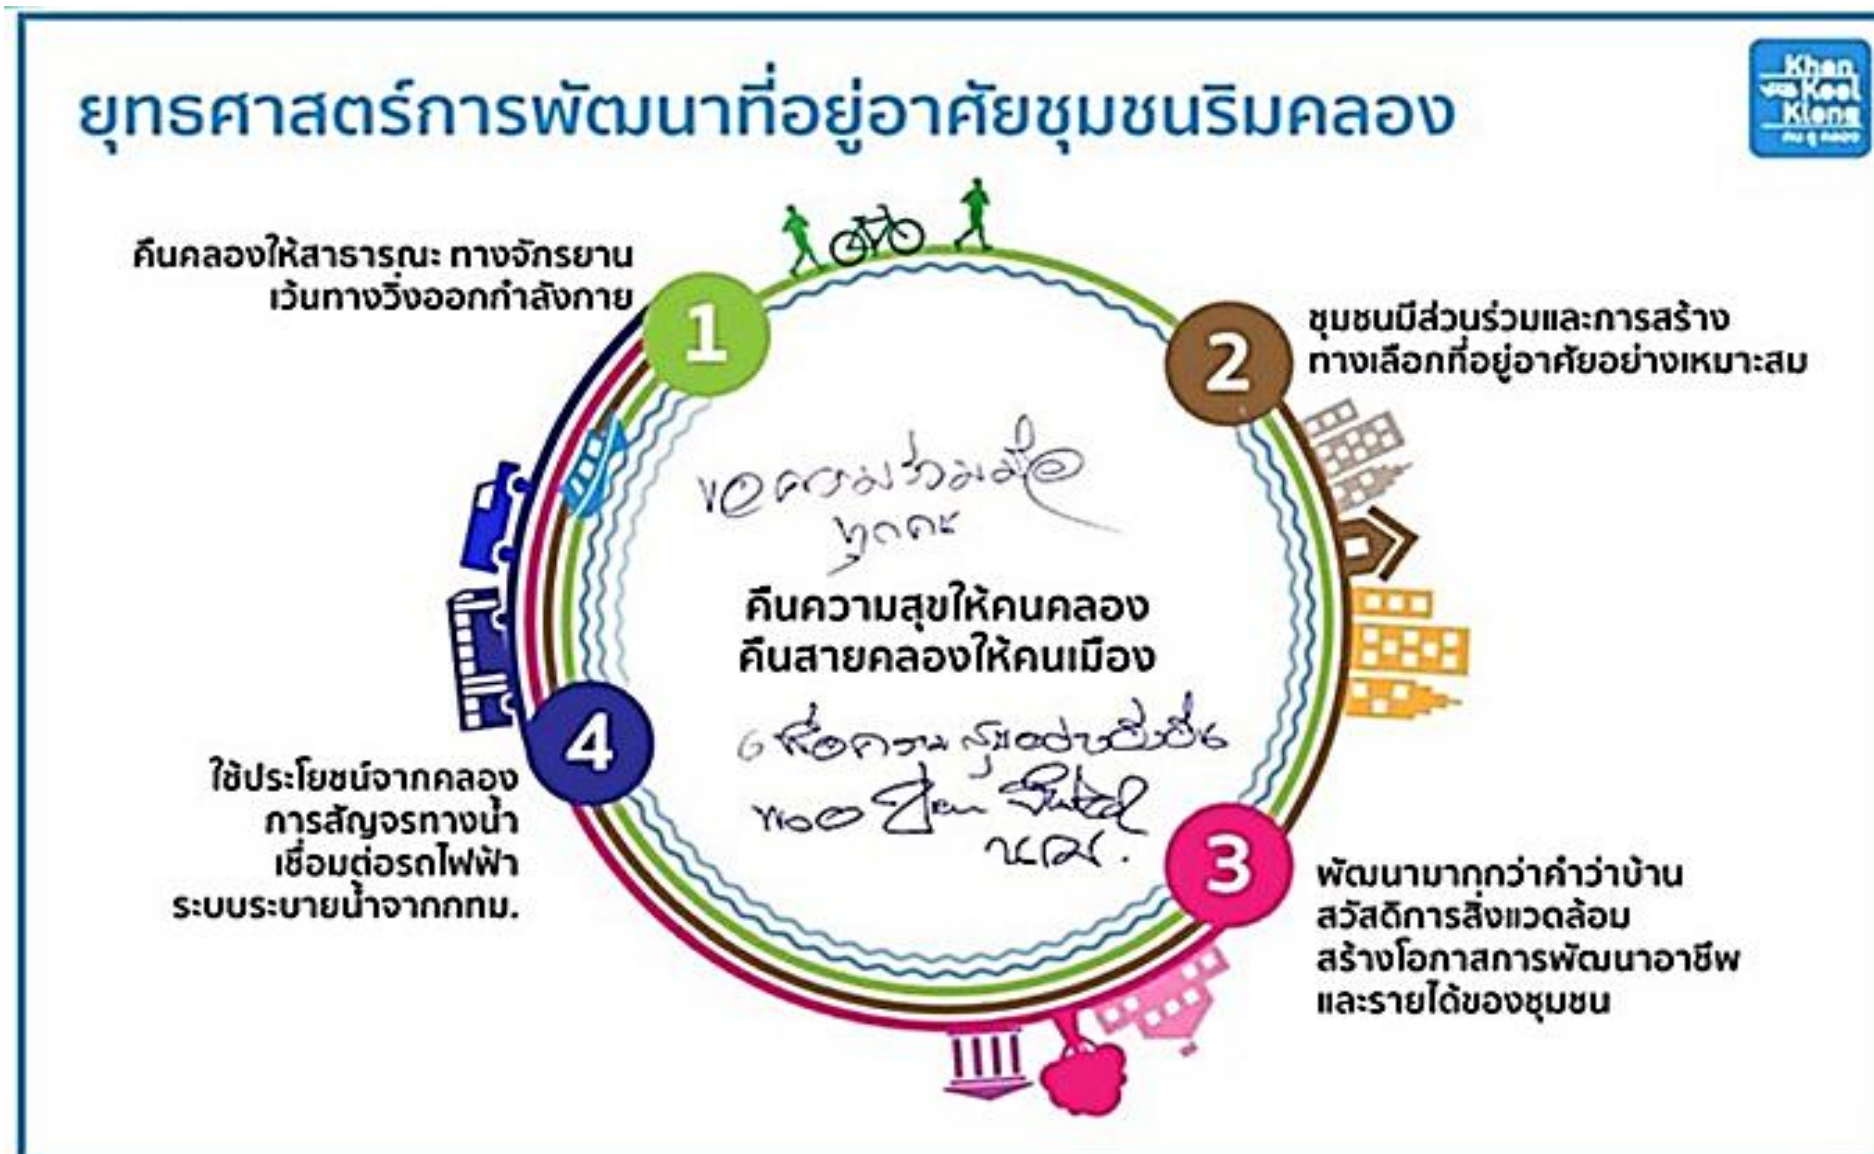 ยุทธศาสตร์การพัฒนาที่อยู่อาศัยชุมชนริมคลอง
Khon
Kool
Klong
คน คู คลอง
คืนคลองให้สาธารณะ ทางจักรยาน
เว้นทางวิ่งออกกำลังกาย
1
2
ชุมชนมีส่วนร่วมและการสร้าง
ทางเลือกที่อยู่อาศัยอย่างเหมาะสม
ขอความร่วมมือ
ทุกคน
คืนความสุขให้คนคลอง
คืนสายคลองให้คนเมือง
เพื่อความสุขอย่างยั่งยืน
นรม.
4
ใช้ประโยชน์จากคลอง
การสัญจรทางน้ำ
เชื่อมต่อรถไฟฟ้า
ระบบระบายน้ำจากกทม.
3
พัฒนามากกว่าคำว่าบ้าน
สวัสดิการสิ่งแวดล้อม
สร้างโอกาสการพัฒนาอาชีพ
และรายได้ของชุมชน